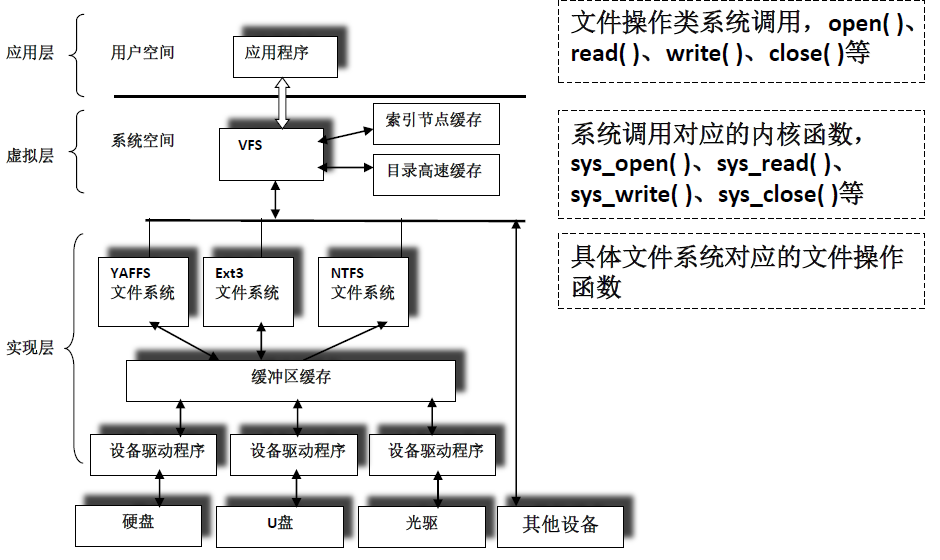 应用层
用户空间
应用程序
文件操作类系统调用，open( )、
read( )、write( )、close( )等
虚拟层
系统空间
VFS
索引节点缓存
目录高速缓存
系统调用对应的内核函数，
sys_open( )、sys_read( )、
sys_write( )、sys_close( )等
实现层
YAFFS
文件系统
Ext3
文件系统
NTFS
文件系统
具体文件系统对应的文件操作
函数
缓冲区缓存
设备驱动程序
设备驱动程序
设备驱动程序
硬盘
U盘
光驱
其他设备